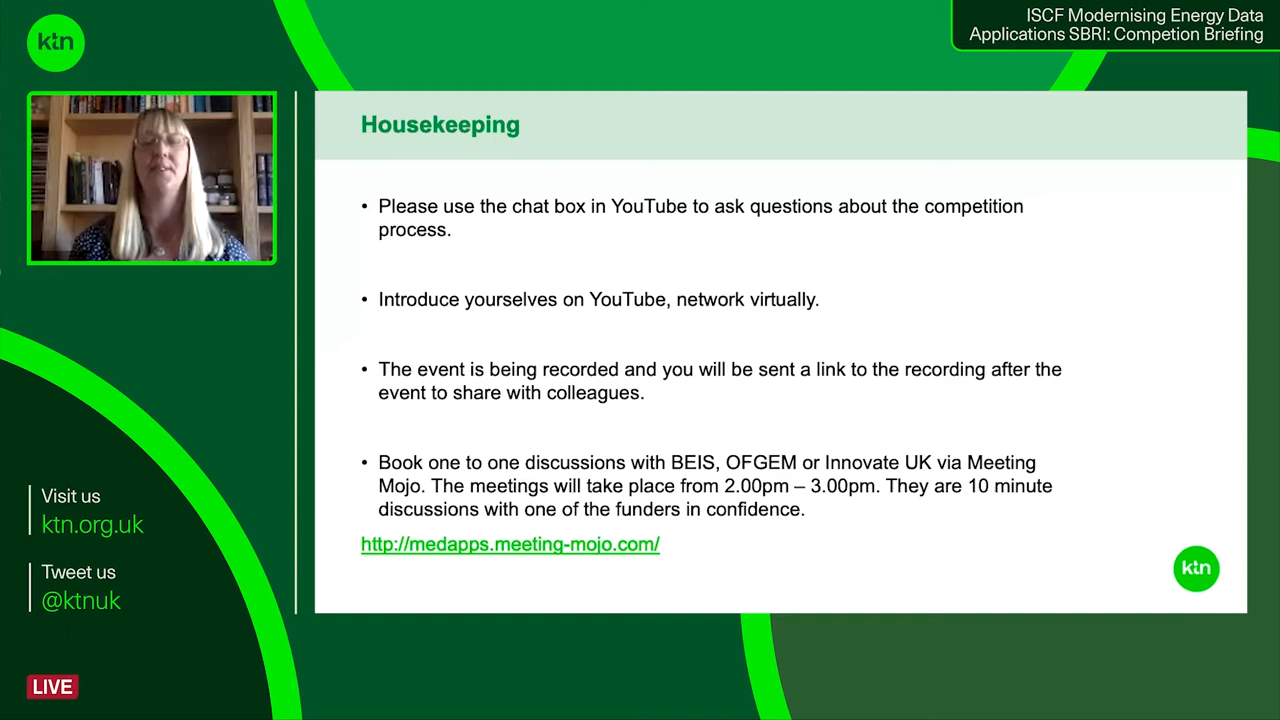 ktn
ISCF Modernising Energy Data
Applications SBRI: Competion Briefing
Housekeeping
• Please use the chat box in YouTube to ask questions about the competition
process.
• Introduce yourselves on YouTube, network virtually.
• The event is being recorded and you will be sent a link to the recording after the
event to share with colleagues.
• Book one to one discussions with BEIS, OFGEM or Innovate UK via Meeting
Mojo. The meetings will take place from 2.00pm – 3.00pm. They are 10 minute
discussions with one of the funders in confidence.
http://medapps.meeting-mojo.com/
ktn
Visit us
ktn.org.uk
Tweet us
@ktnuk
LIVE